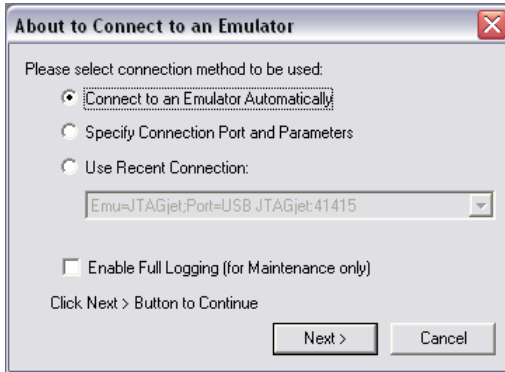 About to Connect to an Emulator
Please select connection method to be used:
Connect to an Emulator Automatically
Specify Connection Port and Parameters
Use Recent Connection:
Emu=JTAGjet;Port=USB JTAGjet:41415
Enable Full Logging (for Maintenance only)
Click Next > Button to Continue
Next > Cancel